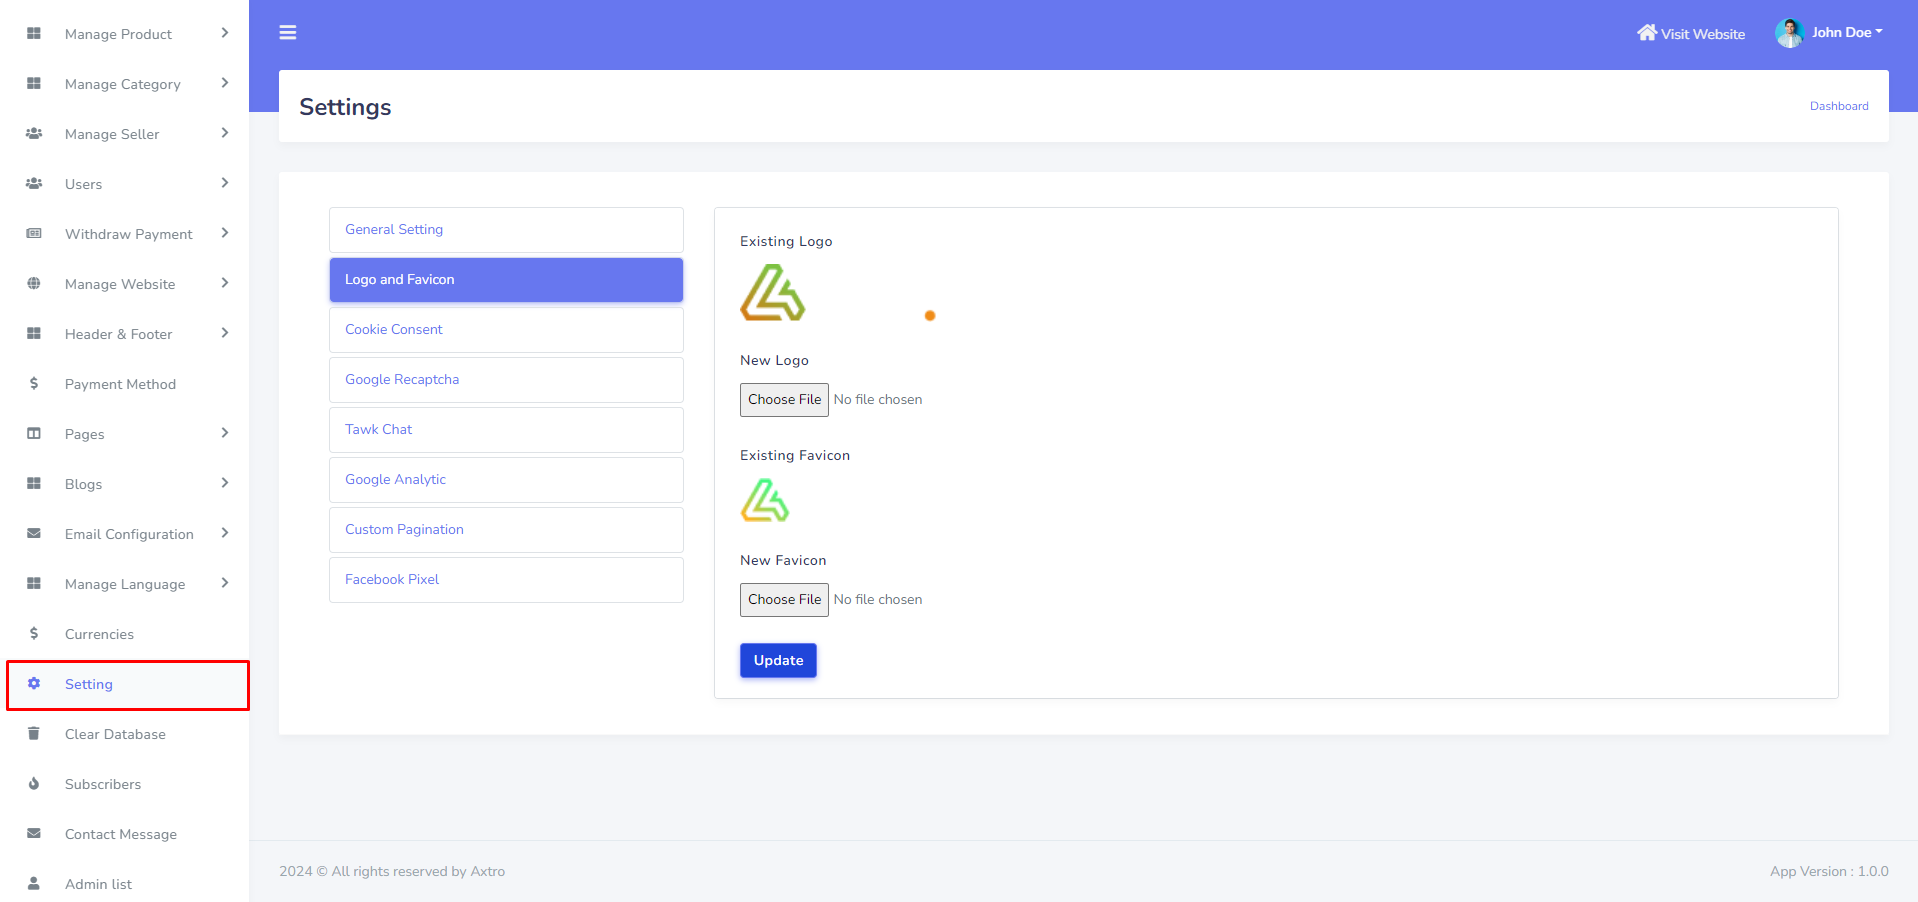 Manage Product
Manage Category
Manage Seller
Users
Withdraw Payment
Manage Website
Header & Footer
Payment Method
Pages
Blogs
Email Configuration
Manage Language
Currencies
Setting
Clear Database
Subscribers
Contact Message
Admin list
Visit Website
John Doe
Settings
Dashboard
General Setting
Logo and Favicon
Cookie Consent
Google Recaptcha
Tawk Chat
Google Analytic
Custom Pagination
Facebook Pixel
Existing Logo
New Logo
Choose File No file chosen
Existing Favicon
New Favicon
Choose File No file chosen
Update
2024 © All rights reserved by Axtro
App Version : 1.0.0